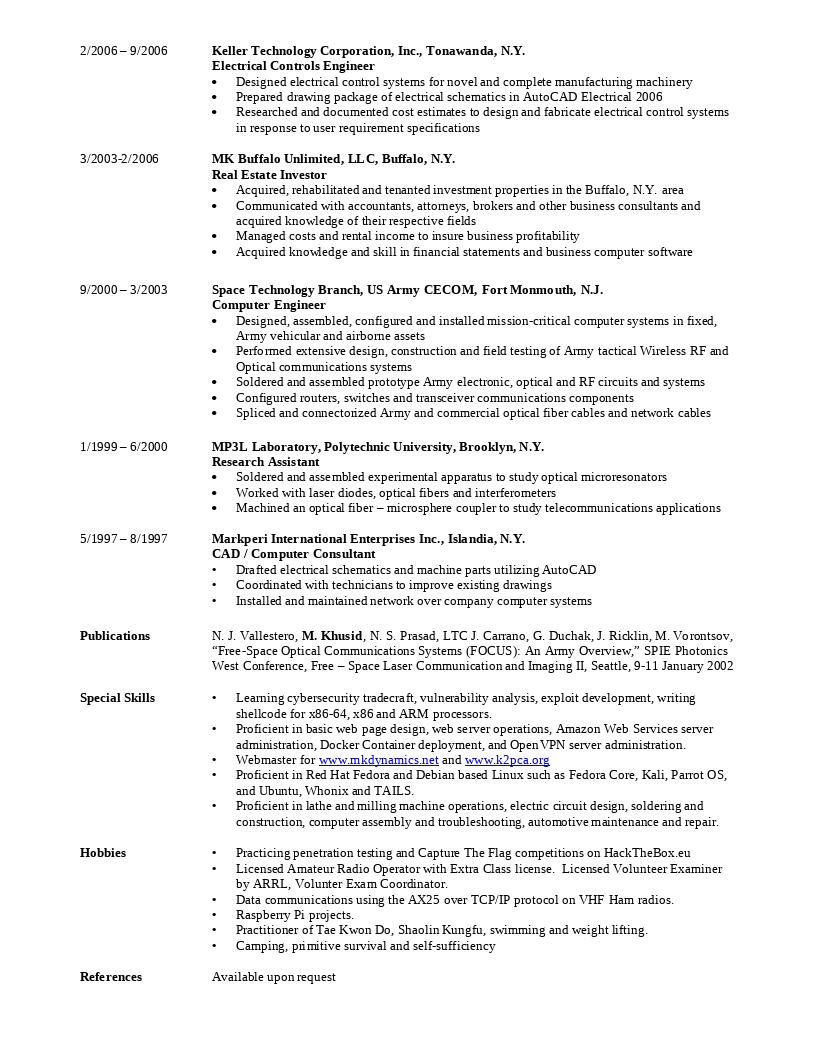 2/2006 – 9/2006 Keller Technology Corporation, Inc., Tonawanda, N.Y.
Electrical Controls Engineer
• Designed electrical control systems for novel and complete manufacturing machinery
• Prepared drawing package of electrical schematics in AutoCAD Electrical 2006
• Researched and documented cost estimates to design and fabricate electrical control systems
in response to user requirement specifications
3/2003-2/2006 MK Buffalo Unlimited, LLC, Buffalo, N.Y.
Real Estate Investor
• Acquired, rehabilitated and tenanted investment properties in the Buffalo, N.Y. area
• Communicated with accountants, attorneys, brokers and other business consultants and
acquired knowledge of their respective fields
• Managed costs and rental income to insure business profitability
• Acquired knowledge and skill in financial statements and business computer software
9/2000 – 3/2003 Space Technology Branch, US Army CECOM, Fort Monmouth, N.J.
Computer Engineer
• Designed, assembled, configured and installed mission-critical computer systems in fixed,
Army vehicular and airborne assets
• Performed extensive design, construction and field testing of Army tactical Wireless RF and
Optical communications systems
• Soldered and assembled prototype Army electronic, optical and RF circuits and systems
• Configured routers, switches and transceiver communications components
• Spliced and connectorized Army and commercial optical fiber cables and network cables
1/1999 – 6/2000 MP3L Laboratory, Polytechnic University, Brooklyn, N.Y.
Research Assistant
• Soldered and assembled experimental apparatus to study optical microresonators
• Worked with laser diodes, optical fibers and interferometers
• Machined an optical fiber – microsphere coupler to study telecommunications applications
5/1997 – 8/1997 Markperi International Enterprises Inc., Islandia, N.Y.
CAD / Computer Consultant
• Drafted electrical schematics and machine parts utilizing AutoCAD
• Coordinated with technicians to improve existing drawings
• Installed and maintained network over company computer systems
Publications N. J. Vallestero, M. Khusid, N. S. Prasad, LTC J. Carrano, G. Duchak, J. Ricklin, M. Vorontsov,
“Free-Space Optical Communications Systems (FOCUS): An Army Overview,” SPIE Photonics
West Conference, Free – Space Laser Communication and Imaging II, Seattle, 9-11 January 2002
Special Skills • Learning cybersecurity tradecraft, vulnerability analysis, exploit development, writing
shellcode for x86-64, x86 and ARM processors.
• Proficient in basic web page design, web server operations, Amazon Web Services server
administration, Docker Container deployment, and OpenVPN server administration.
• Webmaster for www.mkdynamics.net and www.k2pca.org
• Proficient in Red Hat Fedora and Debian based Linux such as Fedora Core, Kali, Parrot OS,
and Ubuntu, Whonix and TAILS.
• Proficient in lathe and milling machine operations, electric circuit design, soldering and
construction, computer assembly and troubleshooting, automotive maintenance and repair.
Hobbies • Practicing penetration testing and Capture The Flag competitions on HackTheBox.eu
• Licensed Amateur Radio Operator with Extra Class license. Licensed Volunteer Examiner
by ARRL, Volunter Exam Coordinator.
• Data communications using the AX25 over TCP/IP protocol on VHF Ham radios.
• Raspberry Pi projects.
• Practitioner of Tae Kwon Do, Shaolin Kungfu, swimming and weight lifting.
• Camping, primitive survival and self-sufficiency
References Available upon request